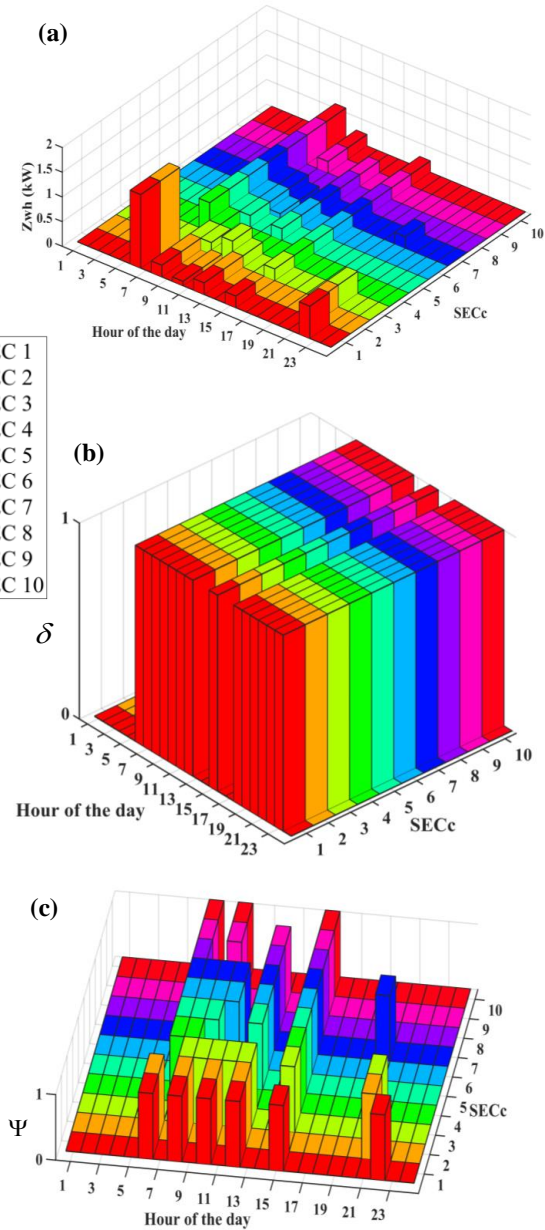 (a)
2
1.5
1
0.5
0
Zwh (kW)
1 3 5 7 9 11 13 15 17 19 21 23
Hour of the day
1 2 3 4 5 6 7 8 9 10
SECc
C 1
C 2
C 3
C 4
C 5
C 6
C 7
C 8
C 9
C 10
(b)
1
δ
0
1 3 5 7 9 11 13 15 17 19 21 23
Hour of the day
1 2 3 4 5 6 7 8 9 10
SECc
(c)
1
Ψ
0
1 3 5 7 9 11 13 15 17 19 21 23
Hour of the day
1 2 3 4 5 6 7 8 9 10
SECc